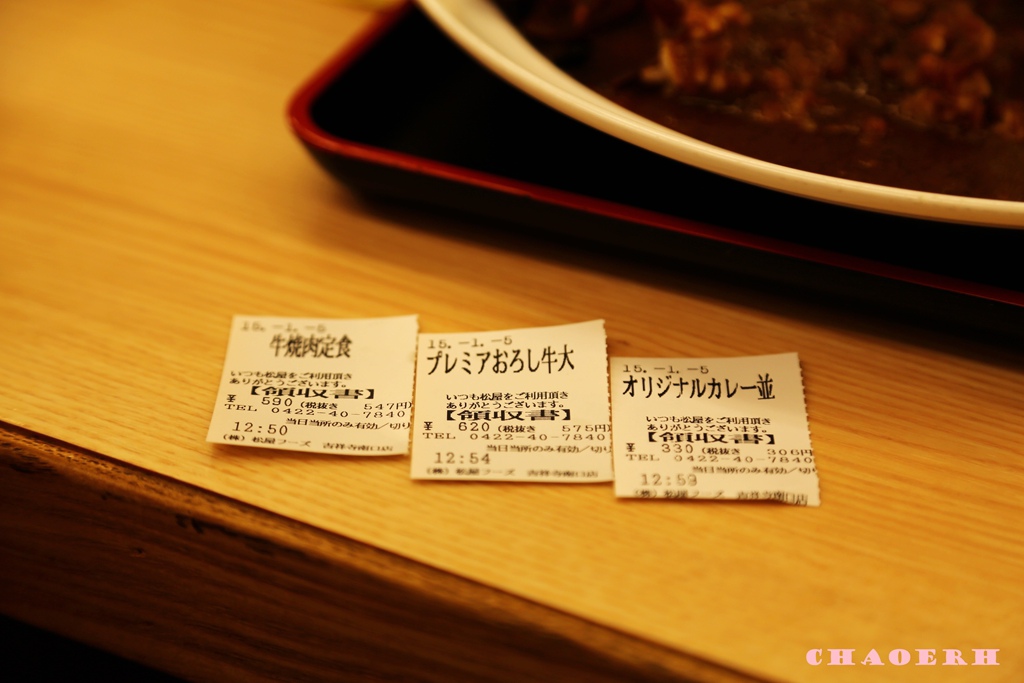 15.-1.-5
牛焼肉定食
いつも松屋をご利用頂き
ありがとうございます。
【領収書】
¥ 590 (税抜き 547円)
TEL 0422-40-7840
当日当所のみ有効/切り
12:50
(株) 松屋フーズ 吉祥寺南口店
15.-1.-5
プレミアおろし牛大
いつも松屋をご利用頂き
ありがとうございます。
【領収書】
¥ 620 (税抜き 575円)
TEL 0422-40-7840
当日当所のみ有効/切り
12:54
(株) 松屋フーズ 吉祥寺南口店
15.-1.-5
オリジナルカレー並
いつも松屋をご利用頂き
ありがとうございます。
【領収書】
¥ 330 (税抜き 306円
TEL 0422-40-7840
当日当所のみ有効/切り
12:59
(株) 松屋フーズ 吉祥寺南口店
CHAOERH